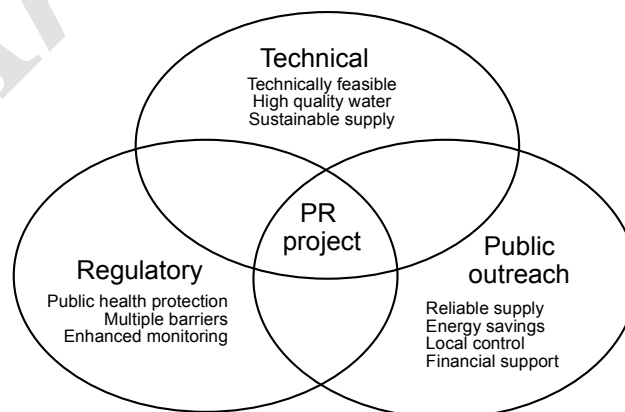 Technical
Technically feasible
High quality water
Sustainable supply
PR
project
Regulatory
Public health protection
Multiple barriers
Enhanced monitoring
Public
outreach
Reliable supply
Energy savings
Local control
Financial support